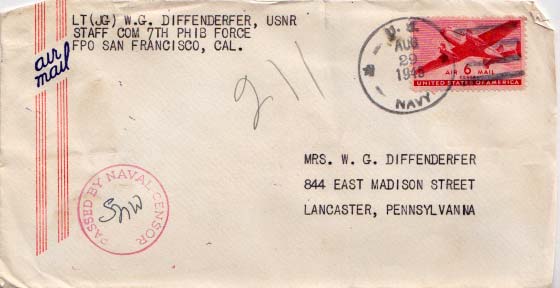 LT(JG) W.G. DIFFENDERFER, USNR
STAFF COM 7TH PHIB FORCE
FPO SAN FRANCISCO, CAL.
air
mail
U.S.
AUG
29
1945
NAVY
AIR 6¢ MAIL
UNITED STATES OF AMERICA
211
MRS. W. G. DIFFENDERFER
844 EAST MADISON STREET
LANCASTER, PENNSYLVANNA
PASSED BY NAVAL CENSOR